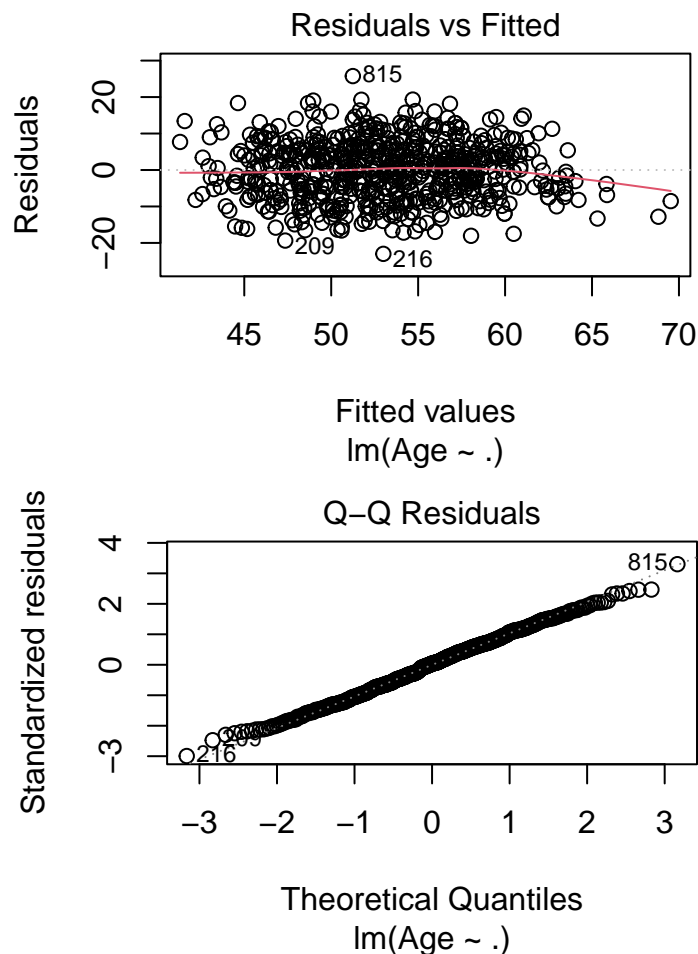 Residuals vs Fitted
Residuals
20
0
−20
815
209
216
45 50 55 60 65 70
Fitted values
lm(Age ~ .)
Q−Q Residuals
Standardized residuals
4
2
0
−3
815
209
216
−3 −2 −1 0 1 2 3
Theoretical Quantiles
lm(Age ~ .)